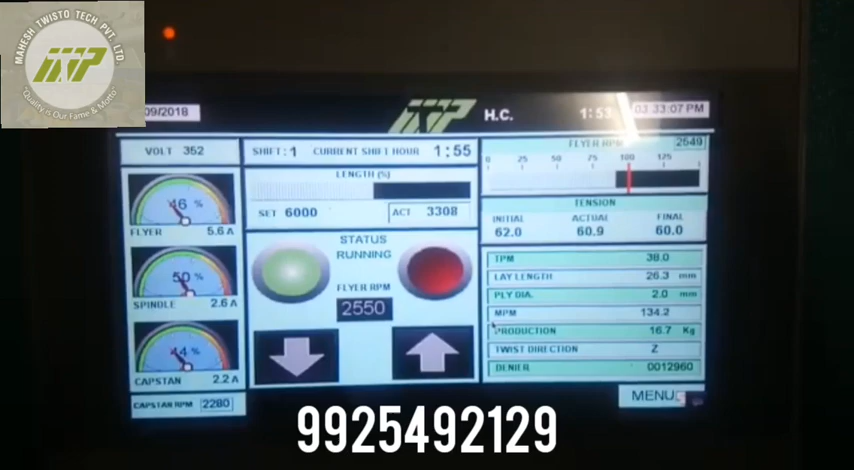 MAHESH TWISTO TECH PVT. LTD.
MTP
"Quality is Our Fame & Motto"
09/2018
MTP
H.C.
1:53
03:33:07 PM
VOLT 352
SHIFT: 1 CURRENT SHIFT HOUR 1:55
FLYER RPM 2549
0 25 50 75 100 125
LENGTH (%)
SET 6000 ACT 3308
46 %
FLYER 5.6 A
50 %
SPINDLE 2.6 A
44 %
CAPSTAN 2.2 A
CAPSTAN RPM 2280
STATUS
RUNNING
FLYER RPM
2550
TENSION
INITIAL ACTUAL FINAL
62.0 60.9 60.0
TPM 38.0
LAY LENGTH 26.3 mm
PLY DIA. 2.0 mm
MPM 134.2
PRODUCTION 16.7 Kg
TWIST DIRECTION Z
DENIER 0012960
MENU
9925492129